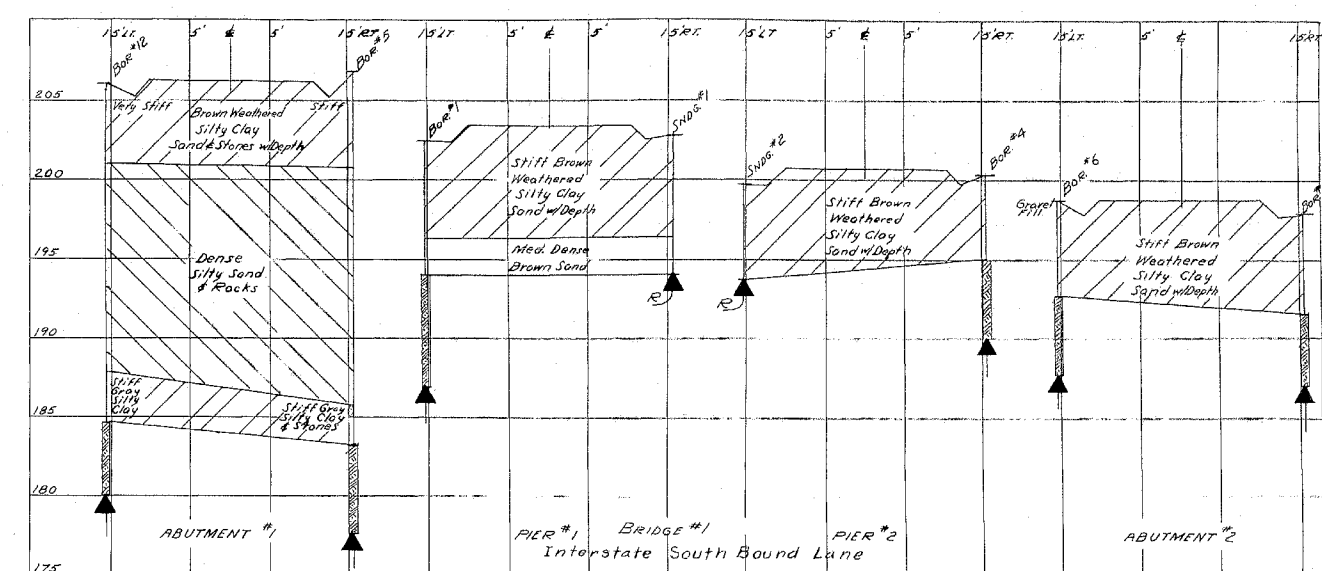 15' LT. 5' ℄ 5' 15' RT. 15' LT. 5' ℄ 5' 15' RT. 15' LT 5' ℄ 5' 15' RT. 15' LT. 5' ℄ 15' RT.
BOR. #12
BOR. #5
BOR. #1
SNDG. #1
SNDG. #2
BOR. #4
BOR. #6
BOR. #
205
200
195
190
185
180
175
Very Stiff
Stiff
Brown Weathered
Silty Clay
Sand & Stones w/Depth
Dense
Silty Sand
& Rocks
Stiff
Gray
Silty
Clay
Stiff Gray
Silty Clay
& Stones
Stiff Brown
Weathered
Silty Clay
Sand w/Depth
Med. Dense
Brown Sand
R
R
Stiff Brown
Weathered
Silty Clay
Sand w/Depth
Gravel
Fill
Stiff Brown
Weathered
Silty Clay
Sand w/Depth
ABUTMENT #1
PIER #1
BRIDGE #1
PIER #2
ABUTMENT #2
Interstate South Bound Lane